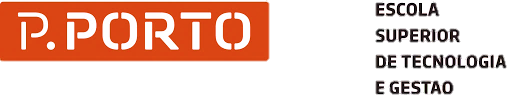 P.PORTO
ESCOLA
SUPERIOR
DE TECNOLOGIA
E GESTAO